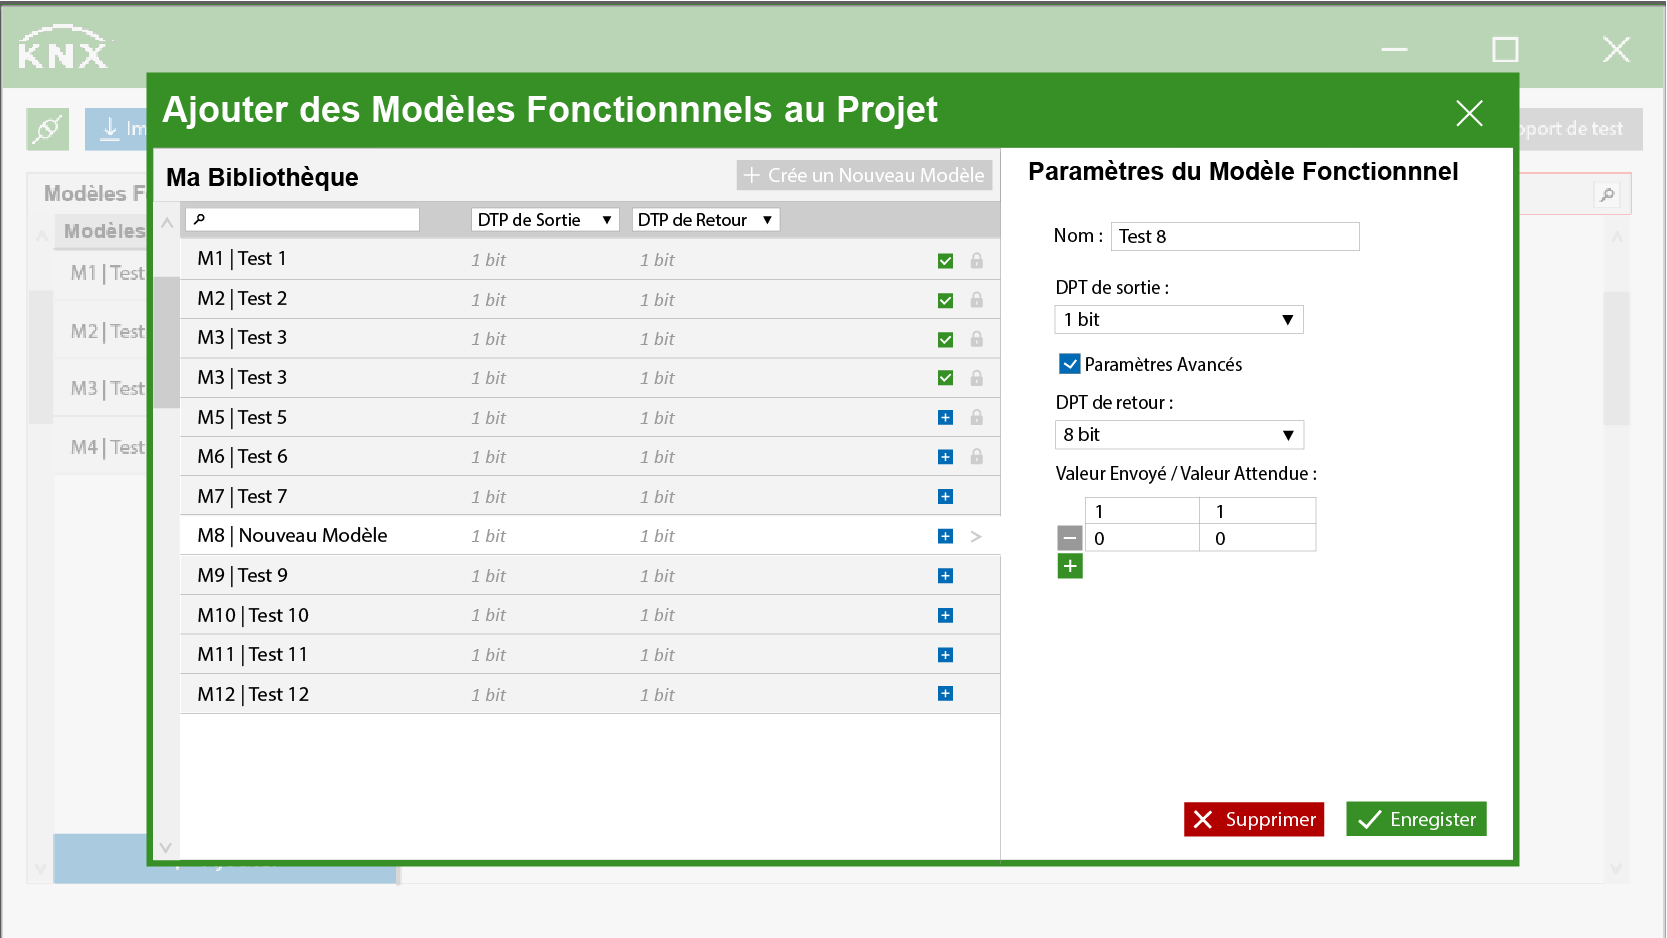 KNX
Im
port de test
Ajouter des Modèles Fonctionnnels au Projet
Modèles F
Modèles
M1 | Test
M2 | Test
M3 | Test
M4 | Test
Ma Bibliothèque
+ Crée un Nouveau Modèle
DTP de Sortie ▼
DTP de Retour ▼
M1 | Test 1 1 bit 1 bit
M2 | Test 2 1 bit 1 bit
M3 | Test 3 1 bit 1 bit
M3 | Test 3 1 bit 1 bit
M5 | Test 5 1 bit 1 bit
M6 | Test 6 1 bit 1 bit
M7 | Test 7 1 bit 1 bit
M8 | Nouveau Modèle 1 bit 1 bit >
M9 | Test 9 1 bit 1 bit
M10 | Test 10 1 bit 1 bit
M11 | Test 11 1 bit 1 bit
M12 | Test 12 1 bit 1 bit
Paramètres du Modèle Fonctionnnel
Nom : Test 8
DPT de sortie :
1 bit ▼
Paramètres Avancés
DPT de retour :
8 bit ▼
Valeur Envoyé / Valeur Attendue :
1 1
0 0
Supprimer
Enregister